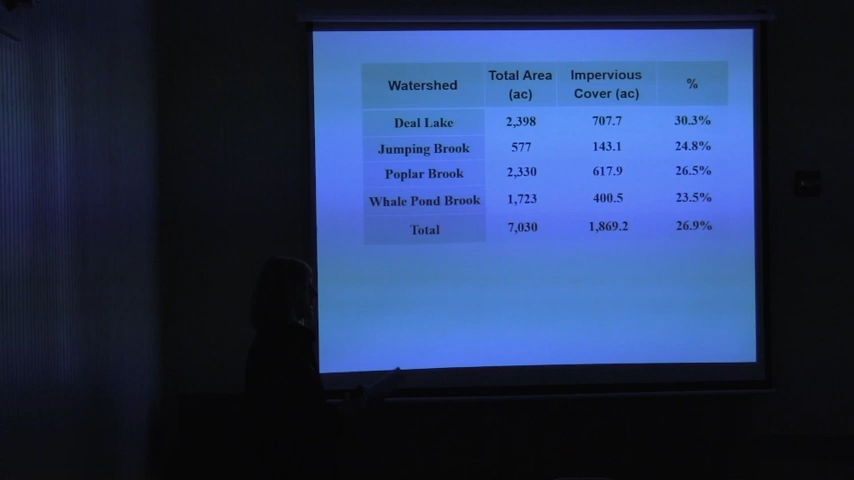 Watershed Total Area (ac) Impervious Cover (ac) %
Deal Lake 2,398 707.7 30.3%
Jumping Brook 577 143.1 24.8%
Poplar Brook 2,330 617.9 26.5%
Whale Pond Brook 1,723 400.5 23.5%
Total 7,030 1,869.2 26.9%